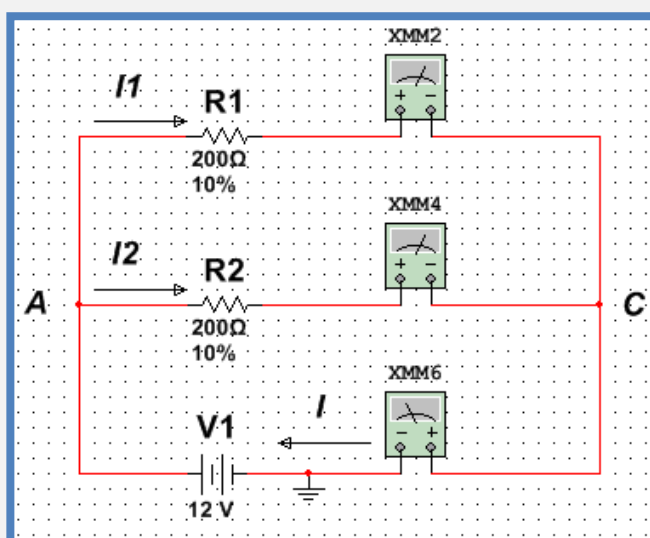 XMM2
I1
R1
+ −
200Ω
10%
XMM4
I2
R2
+ −
A
C
200Ω
10%
XMM6
I
V1
− +
12 V